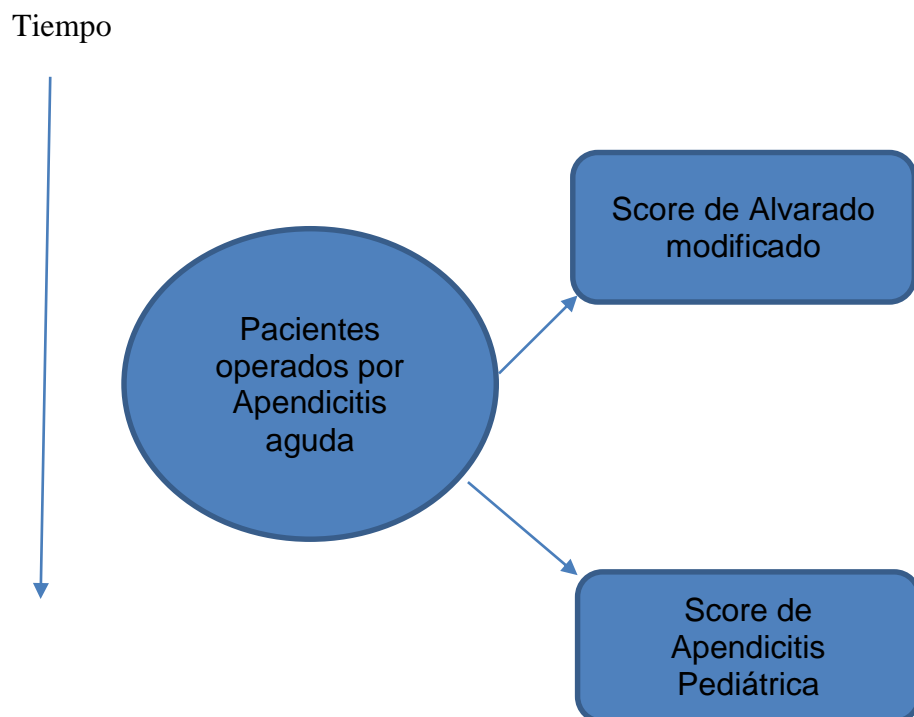 Tiempo
Score de Alvarado
modificado
Pacientes
operados por
Apendicitis
aguda
Score de
Apendicitis
Pediátrica